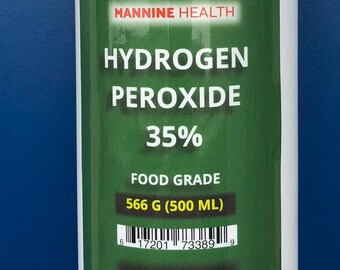 MANNINE HEALTH
HYDROGEN
PEROXIDE
35%
FOOD GRADE
566 G (500 ML)
6 17201 73389 9